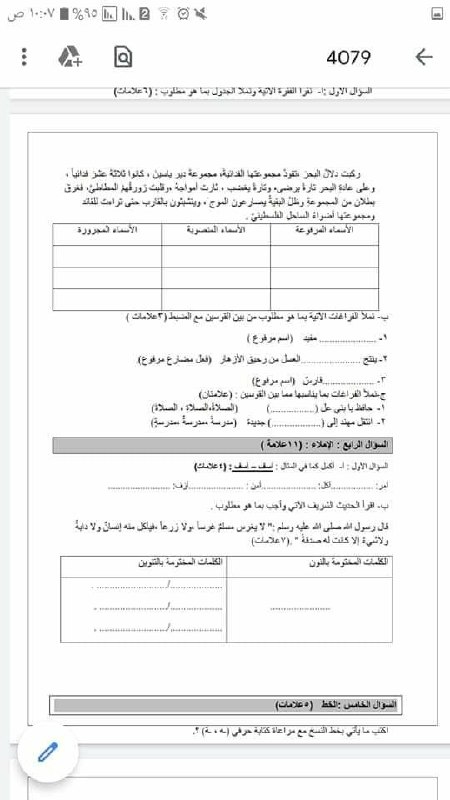 ١٠:٠٧ ص ٩٥%
4079
السؤال الاول :أ- نقرأ الفقرة الآتية ونملأ الجدول بما هو مطلوب : (٦علامات)
ركبت دلالُ البحرَ ،تقودُ مجموعتها الفدائية، مجموعة دير ياسين ، كانوا ثلاثة عشرَ فدائياً ،
وعلى عادةِ البحرِ تارةً يرضى، وتارةً يغضب ، ثارت أمواجهُ ،وقلبت زورقهُم المطاطيَ، فغرقَ
بطلان من المجموعةِ وظلَ البقيةُ يصارعون الموج ، ويتشبثون بالقارب حتى تراءت للقائد
ومجموعتها أضواءُ الساحل الفلسطيني .
الأسماء المرفوعة الأسماء المنصوبة الأسماء المجرورة
ب- نملأ الفراغات الآتية بما هو مطلوب من بين القوسين مع الضبط (٣علامات )
١- .................... مفيد (اسم مرفوع )
٢- ينتج ....................العسل من رحيق الأزهار (فعل مضارع مرفوع).
٣- ....................فارسٌ (اسم مرفوع)
ج-نملأ الفراغات بما يناسبها مما بين القوسين : (علامتان)
١- حافظ يا بني على (................) (الصلاةُ،الصلاةَ ، الصلاةِ)
٢- انتقل مهند إلى (..................) جديدة (مدرسةً ،مدرسةٌ ،مدرسةٍ)
السؤال الرابع : الإملاء : (١١علامة )
السؤال الأول : أ- أكمل كما في المثال : أسف – آسف : (٤علامات)
أمر: ................أكل: ................أمن : ................أزف: ......................
ب- اقرأ الحديث الشريف الآتي وأجب بما هو مطلوب .
قال رسول الله صلى الله عليه وسلم :" لا يغرس مسلمٌ غرساً ،ولا زرعاً ،فيأكل منه إنسانٌ ولا دابةٌ
ولاشيءٌ إلا كانت له صدقةٌ " .(٧علامات)
الكلمات المختومة بالنون الكلمات المختومة بالتنوين
................../........................ .
...................... ................../........................ .
................../........................ .
السؤال الخامس :الخط (٥علامات)
اكتب ما يأتي بخط النسخ مع مراعاة كتابة حرفي (ـه ، ـة ) ؟.